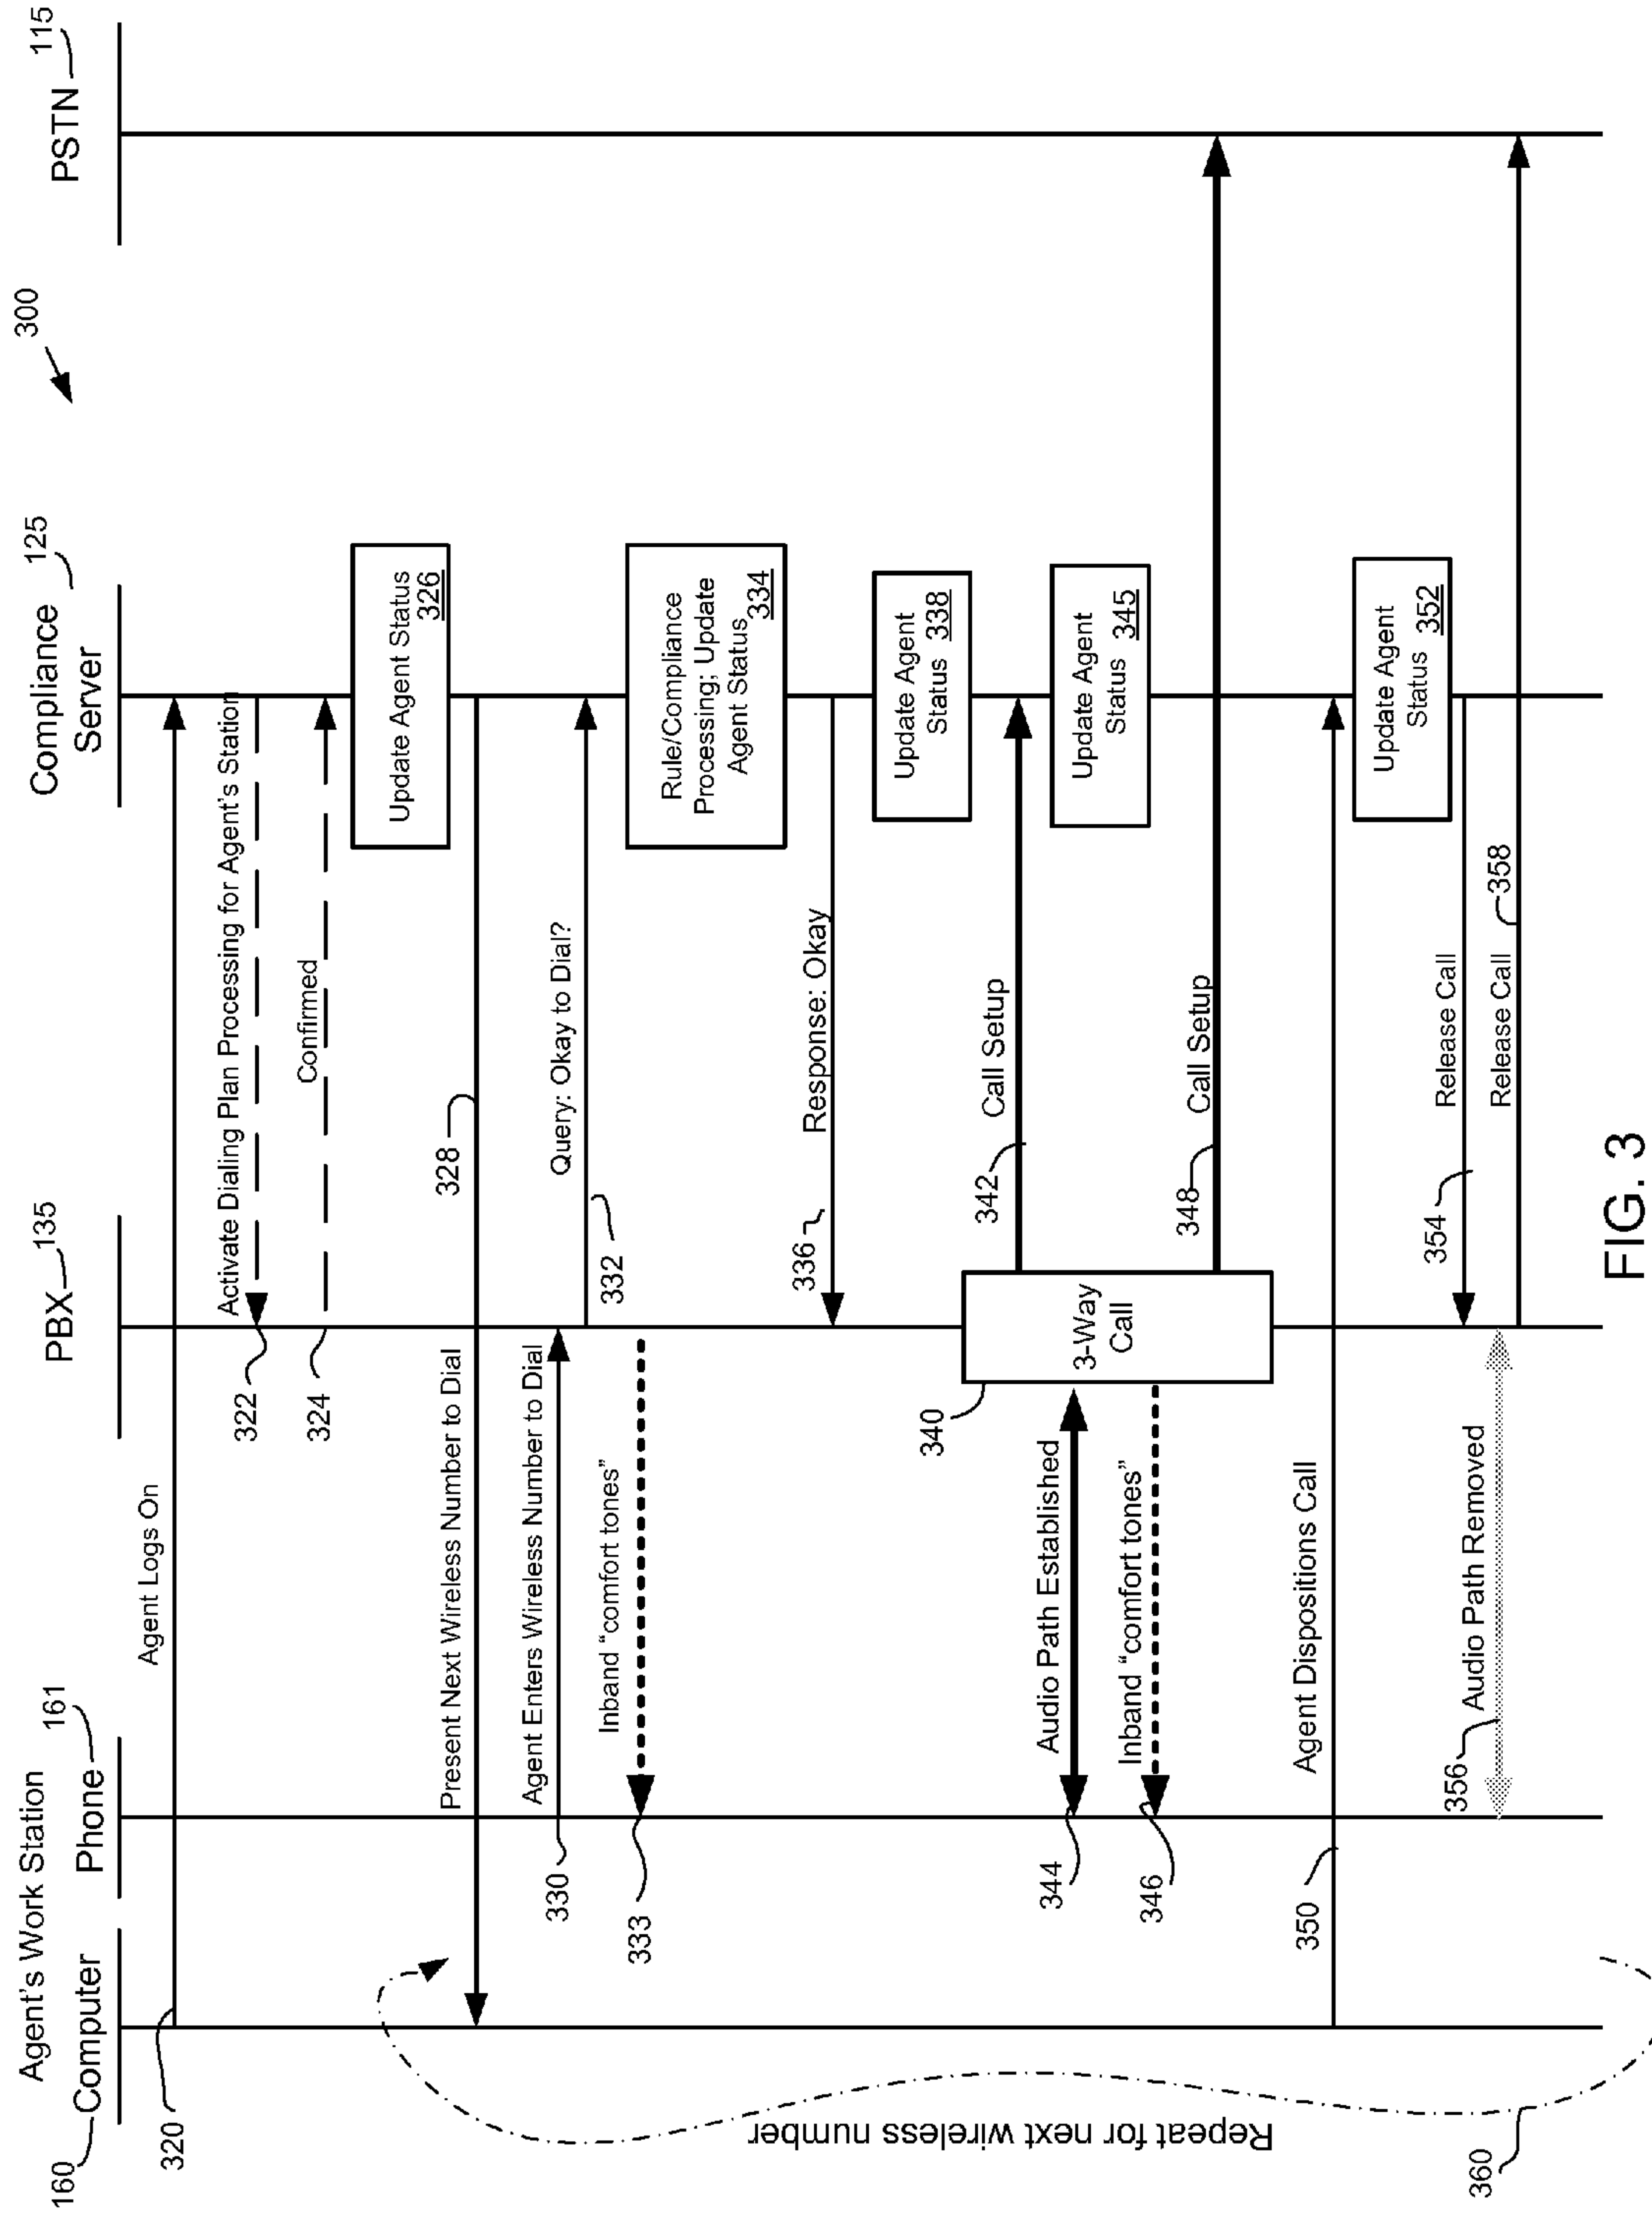 300
Agent's Work Station
160 Computer
Phone 161
PBX 135
Compliance
Server
125
PSTN 115
320
Agent Logs On
Activate Dialing Plan Processing for Agent's Station
322
Confirmed
324
Update Agent Status
326
328
Present Next Wireless Number to Dial
Agent Enters Wireless Number to Dial
330
Query: Okay to Dial?
332
Inband "comfort tones"
333
Rule/Compliance
Processing; Update
Agent Status 334
Response: Okay
336
Update Agent
Status 338
340
3-Way
Call
Call Setup
342
Audio Path Established
344
Update Agent
Status 345
Inband "comfort tones"
346
Call Setup
348
Agent Dispositions Call
350
Update Agent
Status 352
Release Call
354
Audio Path Removed
356
Release Call
358
Repeat for next wireless number
360
FIG. 3